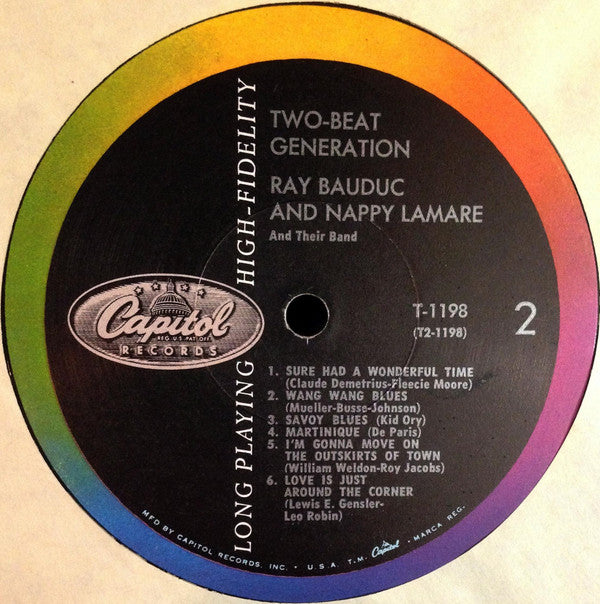 TWO-BEAT
GENERATION
RAY BAUDUC
AND NAPPY LAMARE
And Their Band
LONG PLAYING HIGH-FIDELITY
Capitol
REG. U.S. PAT. OFF.
RECORDS
T-1198
(T2-1198)
2
1. SURE HAD A WONDERFUL TIME
(Claude Demetrius-Fleecie Moore)
2. WANG WANG BLUES
(Mueller-Busse-Johnson)
3. SAVOY BLUES (Kid Ory)
4. MARTINIQUE (De Paris)
5. I'M GONNA MOVE ON
THE OUTSKIRTS OF TOWN
(William Weldon-Roy Jacobs)
6. LOVE IS JUST
AROUND THE CORNER
(Lewis E. Gensler-
Leo Robin)
MFD BY CAPITOL RECORDS, INC. • U.S.A. T.M. Capitol • MARCA REG.